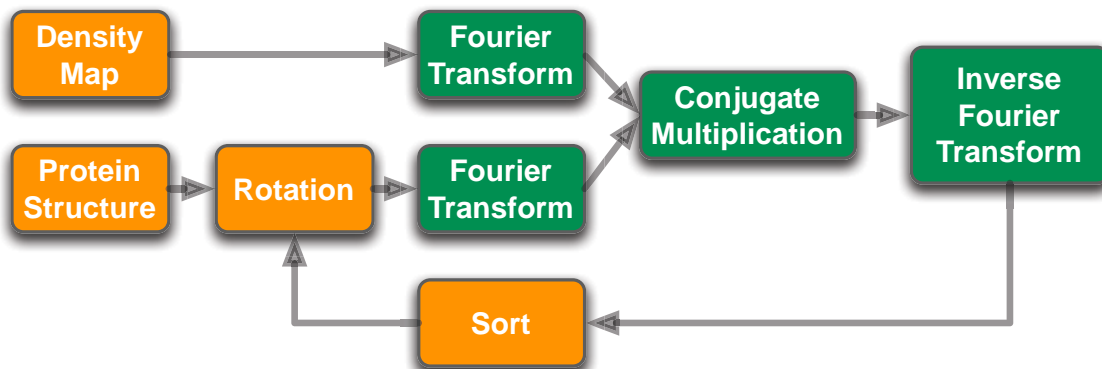 Density
Map
Fourier
Transform
Conjugate
Multiplication
Inverse
Fourier
Transform
Protein
Structure
Rotation
Fourier
Transform
Sort